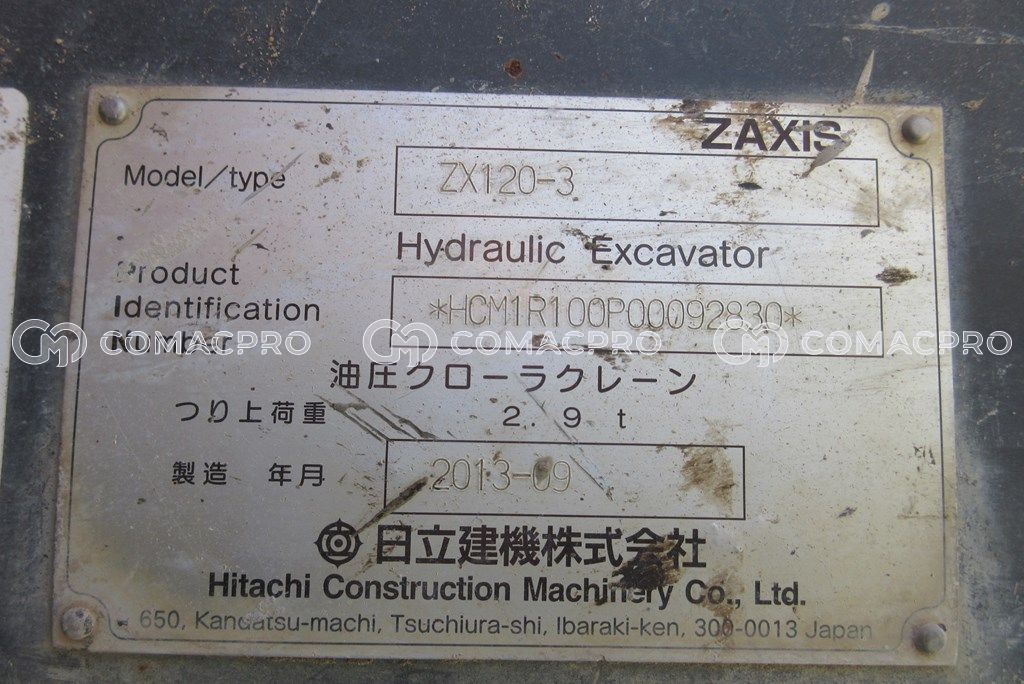 ZAXIS
Model/type ZX120-3
Hydraulic Excavator
Product
Identification
Number
*HCM1R100P00092830*
COMACPRO COMACPRO COMACPRO
油圧クローラクレーン
つり上荷重 2.9 t
製造 年月 2013-09
日立建機株式会社
Hitachi Construction Machinery Co., Ltd.
650, Kandatsu-machi, Tsuchiura-shi, Ibaraki-ken, 300-0013 Japan